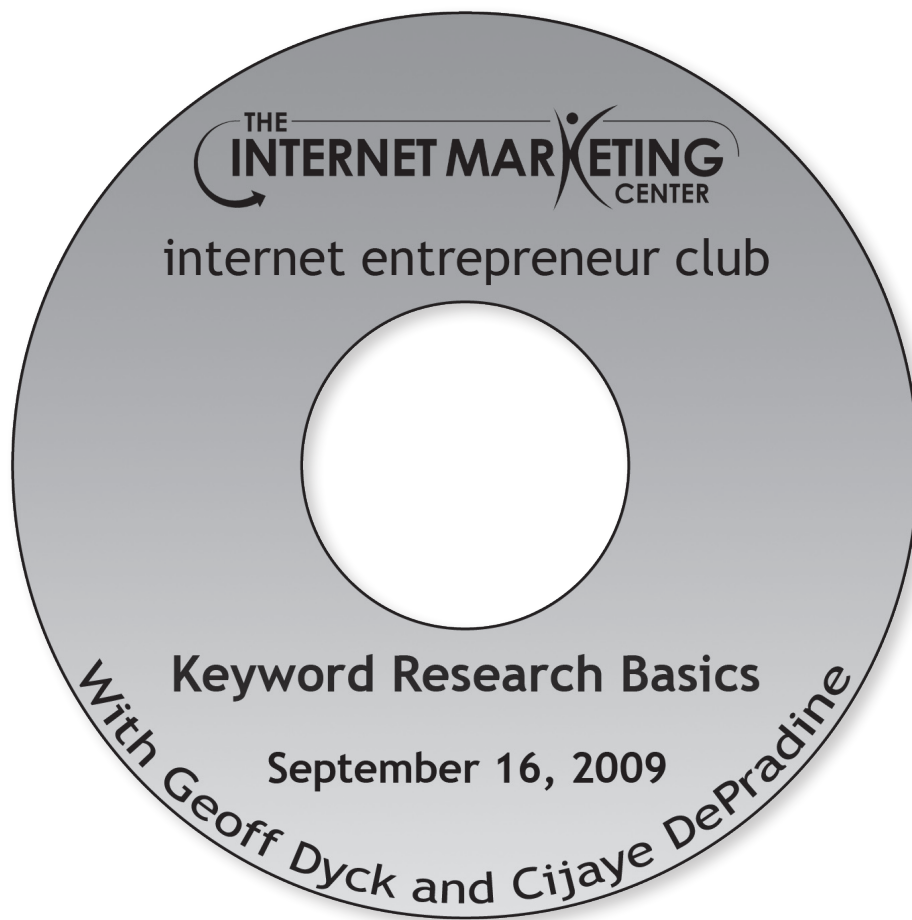 THE
INTERNET MARKETING
CENTER
internet entrepreneur club
Keyword Research Basics
September 16, 2009
With Geoff Dyck and Cijaye DePradine